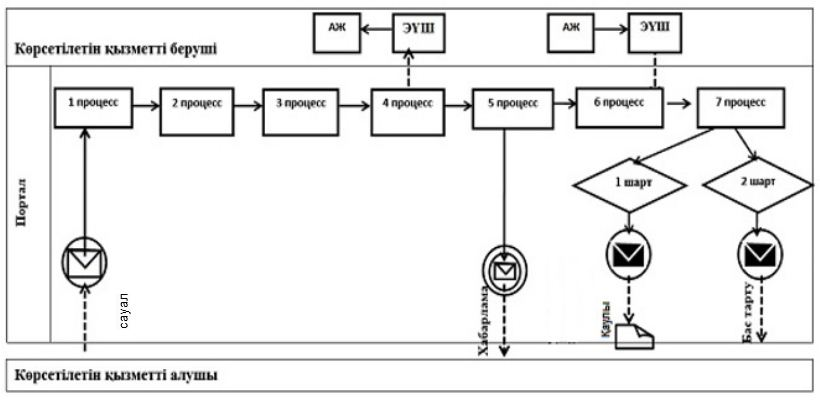 АЖ
ЭҮШ
АЖ
ЭҮШ
Көрсетілетін қызметті беруші
1 процесс
2 процесс
3 процесс
4 процесс
5 процесс
6 процесс
7 процесс
Портал
1 шарт
2 шарт
сауал
Хабарлама
Қаулы
Бас тарту
Көрсетілетін қызметті алушы